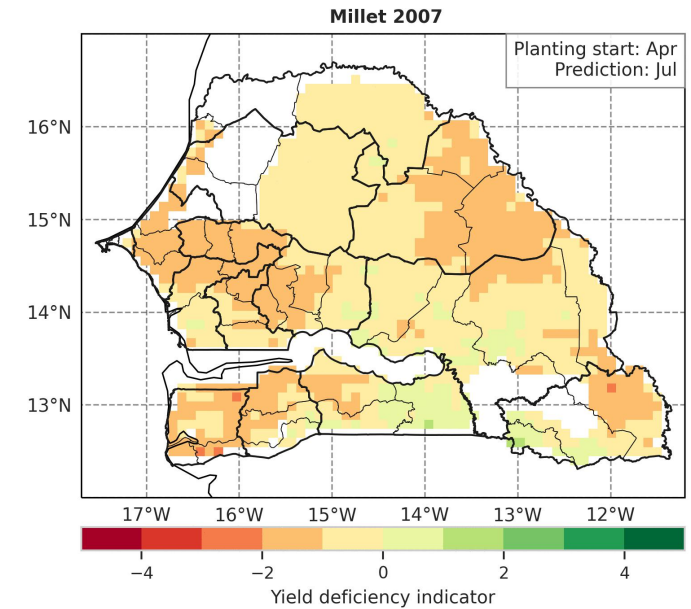 Millet 2007
Planting start: Apr
Prediction: Jul
16°N
15°N
14°N
13°N
17°W 16°W 15°W 14°W 13°W 12°W
−4 −2 0 2 4
Yield deficiency indicator